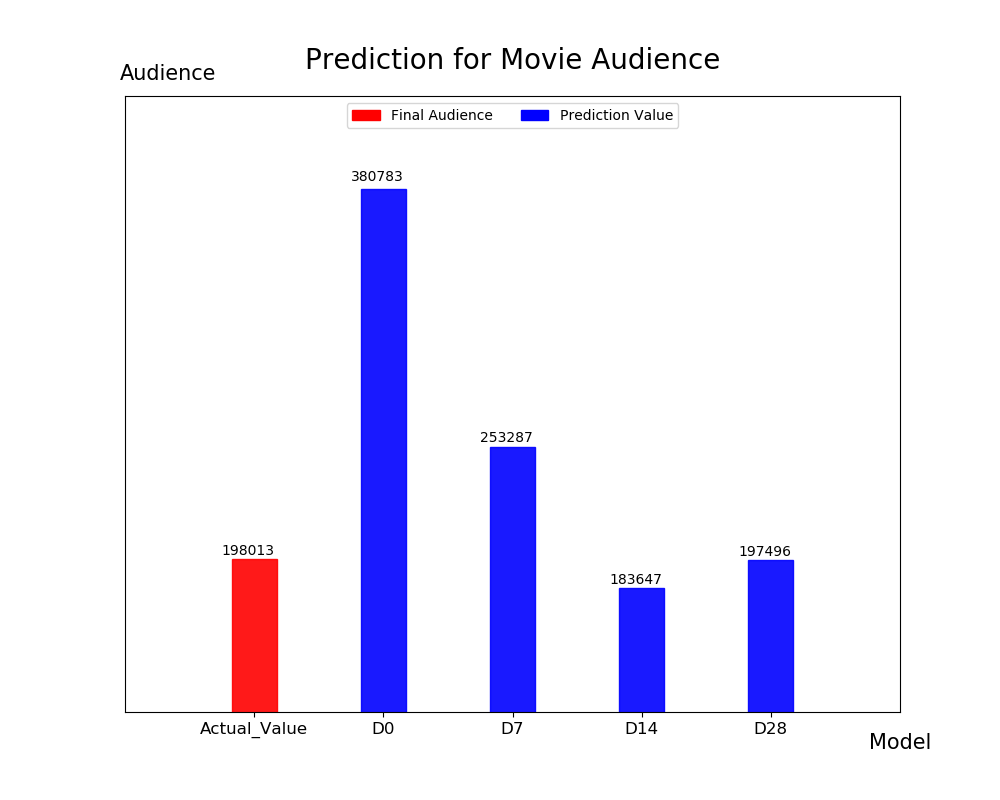 Prediction for Movie Audience
Audience
Final Audience
Prediction Value
380783
253287
198013
197496
183647
Actual_Value
D0
D7
D14
D28
Model